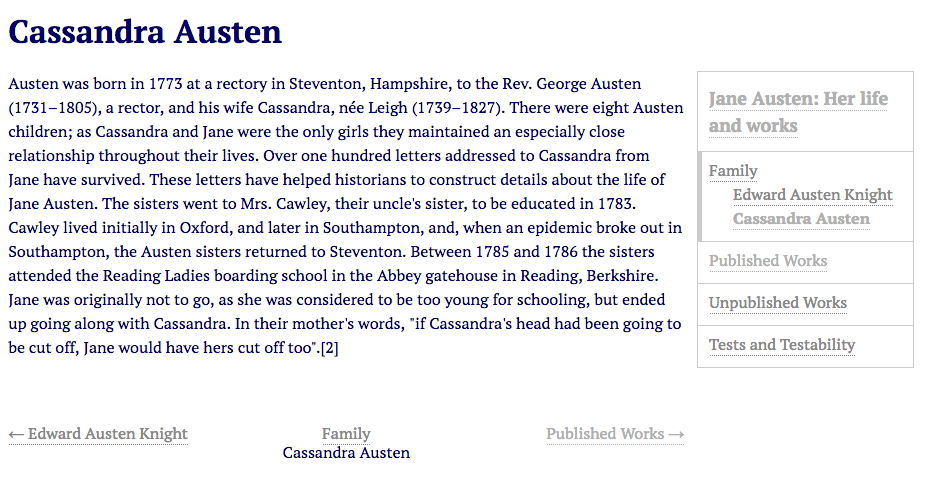 Cassandra Austen
Austen was born in 1773 at a rectory in Steventon, Hampshire, to the Rev. George Austen
(1731–1805), a rector, and his wife Cassandra, née Leigh (1739–1827). There were eight Austen
children; as Cassandra and Jane were the only girls they maintained an especially close
relationship throughout their lives. Over one hundred letters addressed to Cassandra from
Jane have survived. These letters have helped historians to construct details about the life of
Jane Austen. The sisters went to Mrs. Cawley, their uncle's sister, to be educated in 1783.
Cawley lived initially in Oxford, and later in Southampton, and, when an epidemic broke out in
Southampton, the Austen sisters returned to Steventon. Between 1785 and 1786 the sisters
attended the Reading Ladies boarding school in the Abbey gatehouse in Reading, Berkshire.
Jane was originally not to go, as she was considered to be too young for schooling, but ended
up going along with Cassandra. In their mother's words, "if Cassandra's head had been going to
be cut off, Jane would have hers cut off too".[2]
Jane Austen: Her life
and works
Family
Edward Austen Knight
Cassandra Austen
Published Works
Unpublished Works
Tests and Testability
← Edward Austen Knight
Family
Cassandra Austen
Published Works →